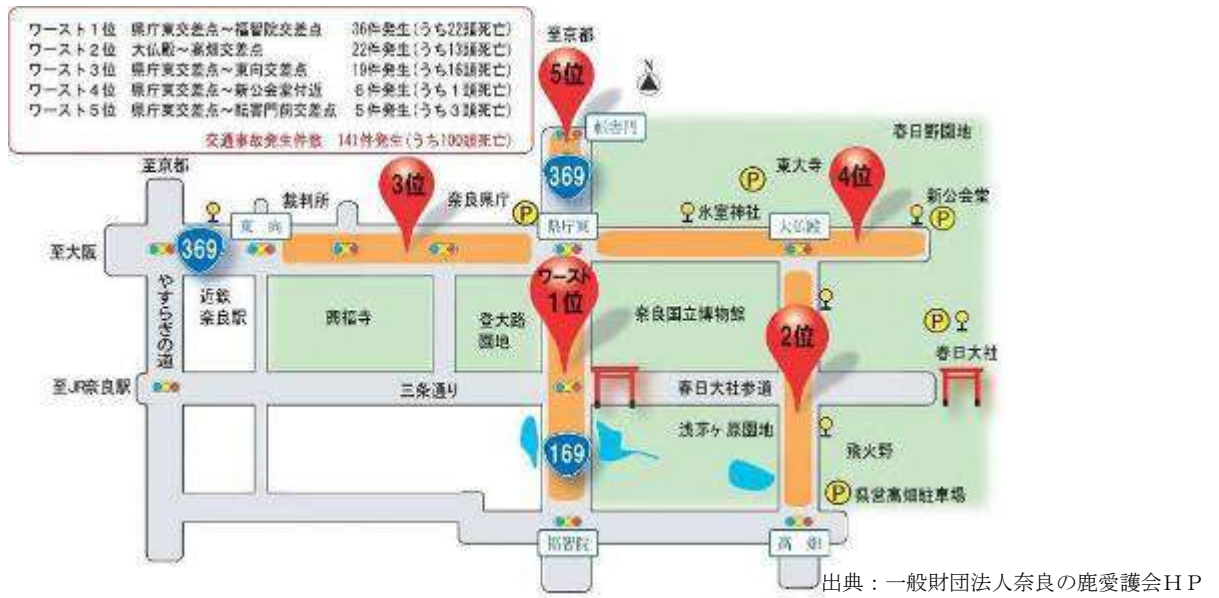 ワースト1位 県庁東交差点～福智院交差点 36件発生(うち22頭死亡)
ワースト2位 大仏殿～高畑交差点 22件発生(うち13頭死亡)
ワースト3位 県庁東交差点～東向交差点 19件発生(うち16頭死亡)
ワースト4位 県庁東交差点～新公会堂付近 6件発生(うち1頭死亡)
ワースト5位 県庁東交差点～転害門前交差点 5件発生(うち3頭死亡)
交通事故発生件数 141件発生(うち100頭死亡)
至京都
N
5位
転害門
春日野園地
至京都
3位
369
東大寺
4位
裁判所
奈良県庁
P
P
新公会堂
P
氷室神社
東向
県庁東
大仏殿
至大阪
369
ワースト
1位
やすらぎの道
近鉄
奈良駅
興福寺
登大路
園地
奈良国立博物館
2位
P
春日大社
至JR奈良駅
三条通り
春日大社参道
浅茅ヶ原園地
169
飛火野
P
県営高畑駐車場
福智院
高畑
出典：一般財団法人奈良の鹿愛護会ＨＰ